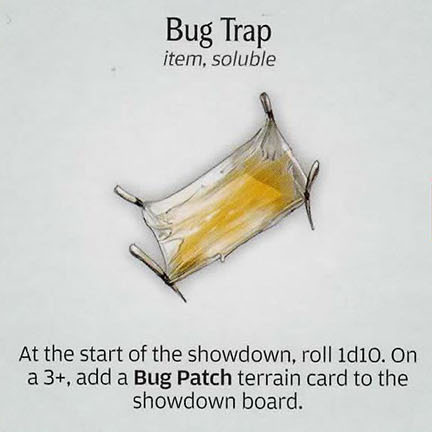 Bug Trap
item, soluble
At the start of the showdown, roll 1d10. On
a 3+, add a Bug Patch terrain card to the
showdown board.